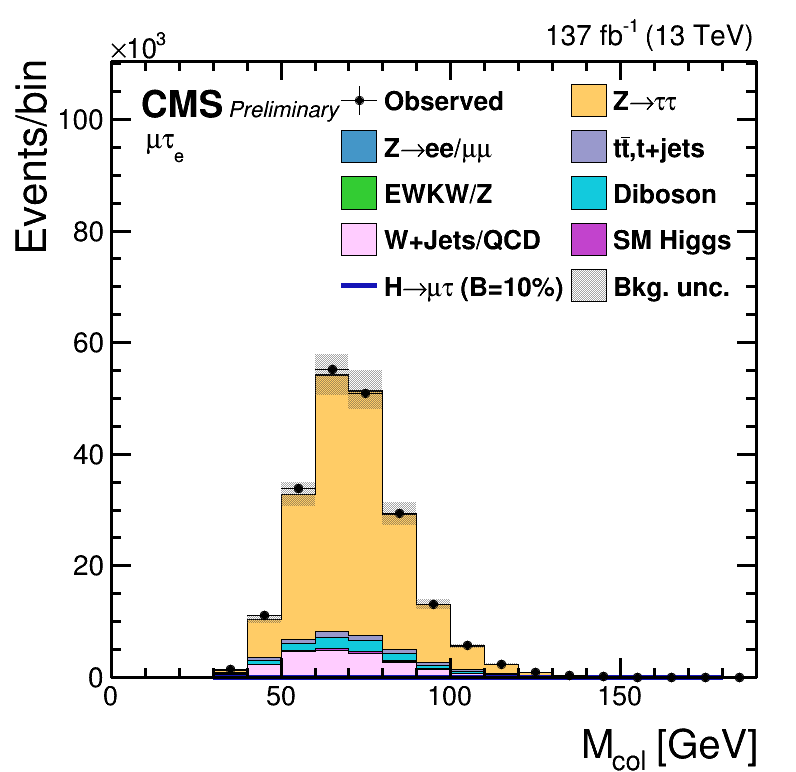 ×10³
137 fb⁻¹ (13 TeV)
Events/bin
CMS Preliminary
μτₑ
Observed
Z→ττ
Z→ee/μμ
tt̄,t+jets
EWKW/Z
Diboson
W+Jets/QCD
SM Higgs
H→μτ (B=10%)
Bkg. unc.
100
80
60
40
20
0
0 50 100 150
M_col [GeV]